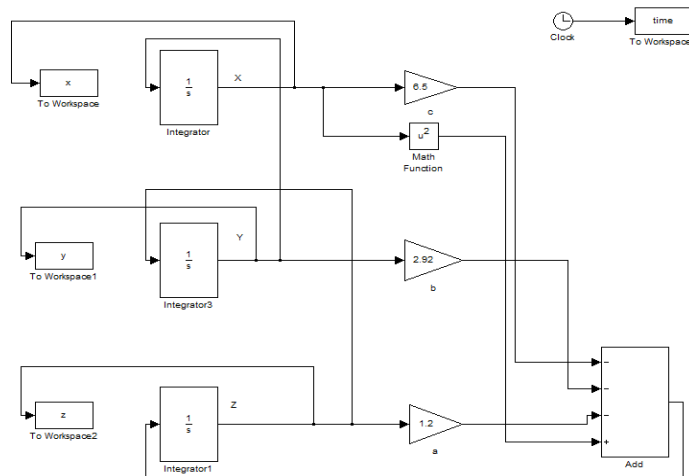 time
Clock
To Workspace
x
To Workspace
1
s
Integrator
X
6.5
c
u2
Math
Function
y
To Workspace1
1
s
Integrator3
Y
2.92
b
z
To Workspace2
1
s
Integrator1
Z
1.2
a
−
−
−
+
Add